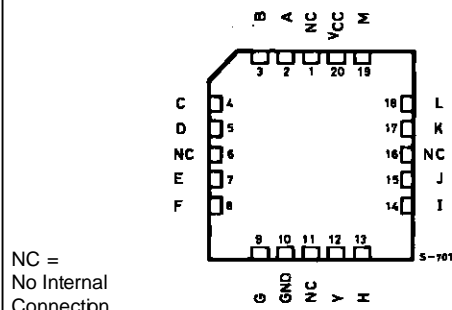 B A NC VCC M
3 2 1 20 19
C 4 18 L
D 5 17 K
NC 6 16 NC
E 7 15 J
F 8 14 I
9 10 11 12 13
S-701
G GND NC Y H
NC =
No Internal
Connection